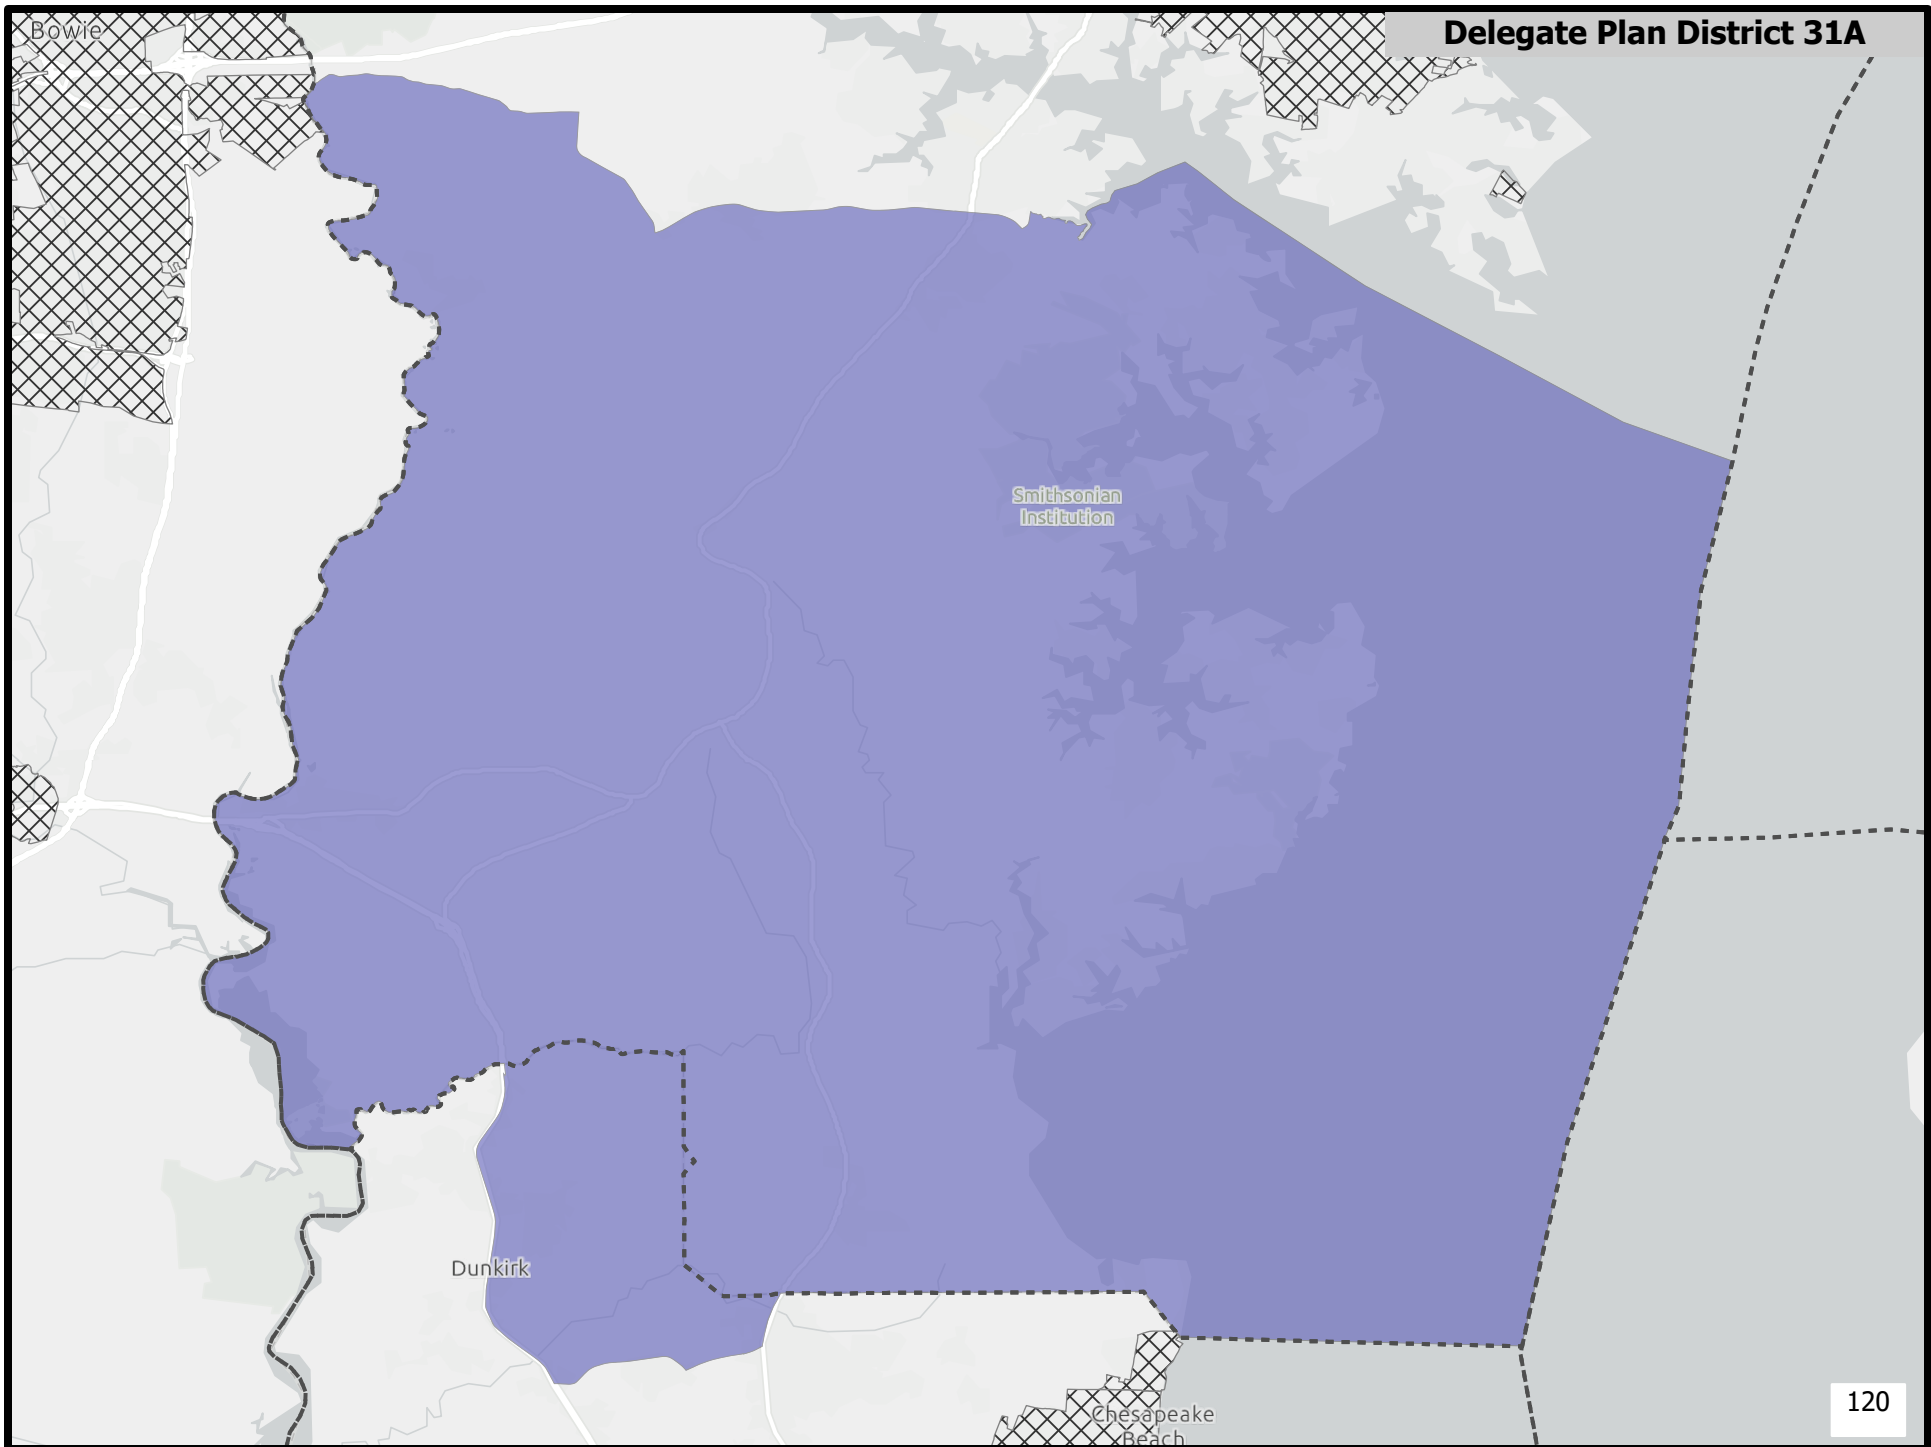 Bowie
Delegate Plan District 31A
Smithsonian
Institution
Dunkirk
Chesapeake
Beach
120